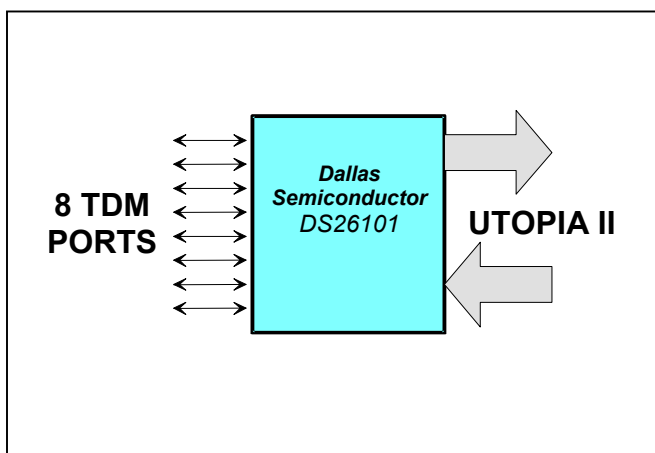 8 TDM
PORTS
Dallas
Semiconductor
DS26101
UTOPIA II